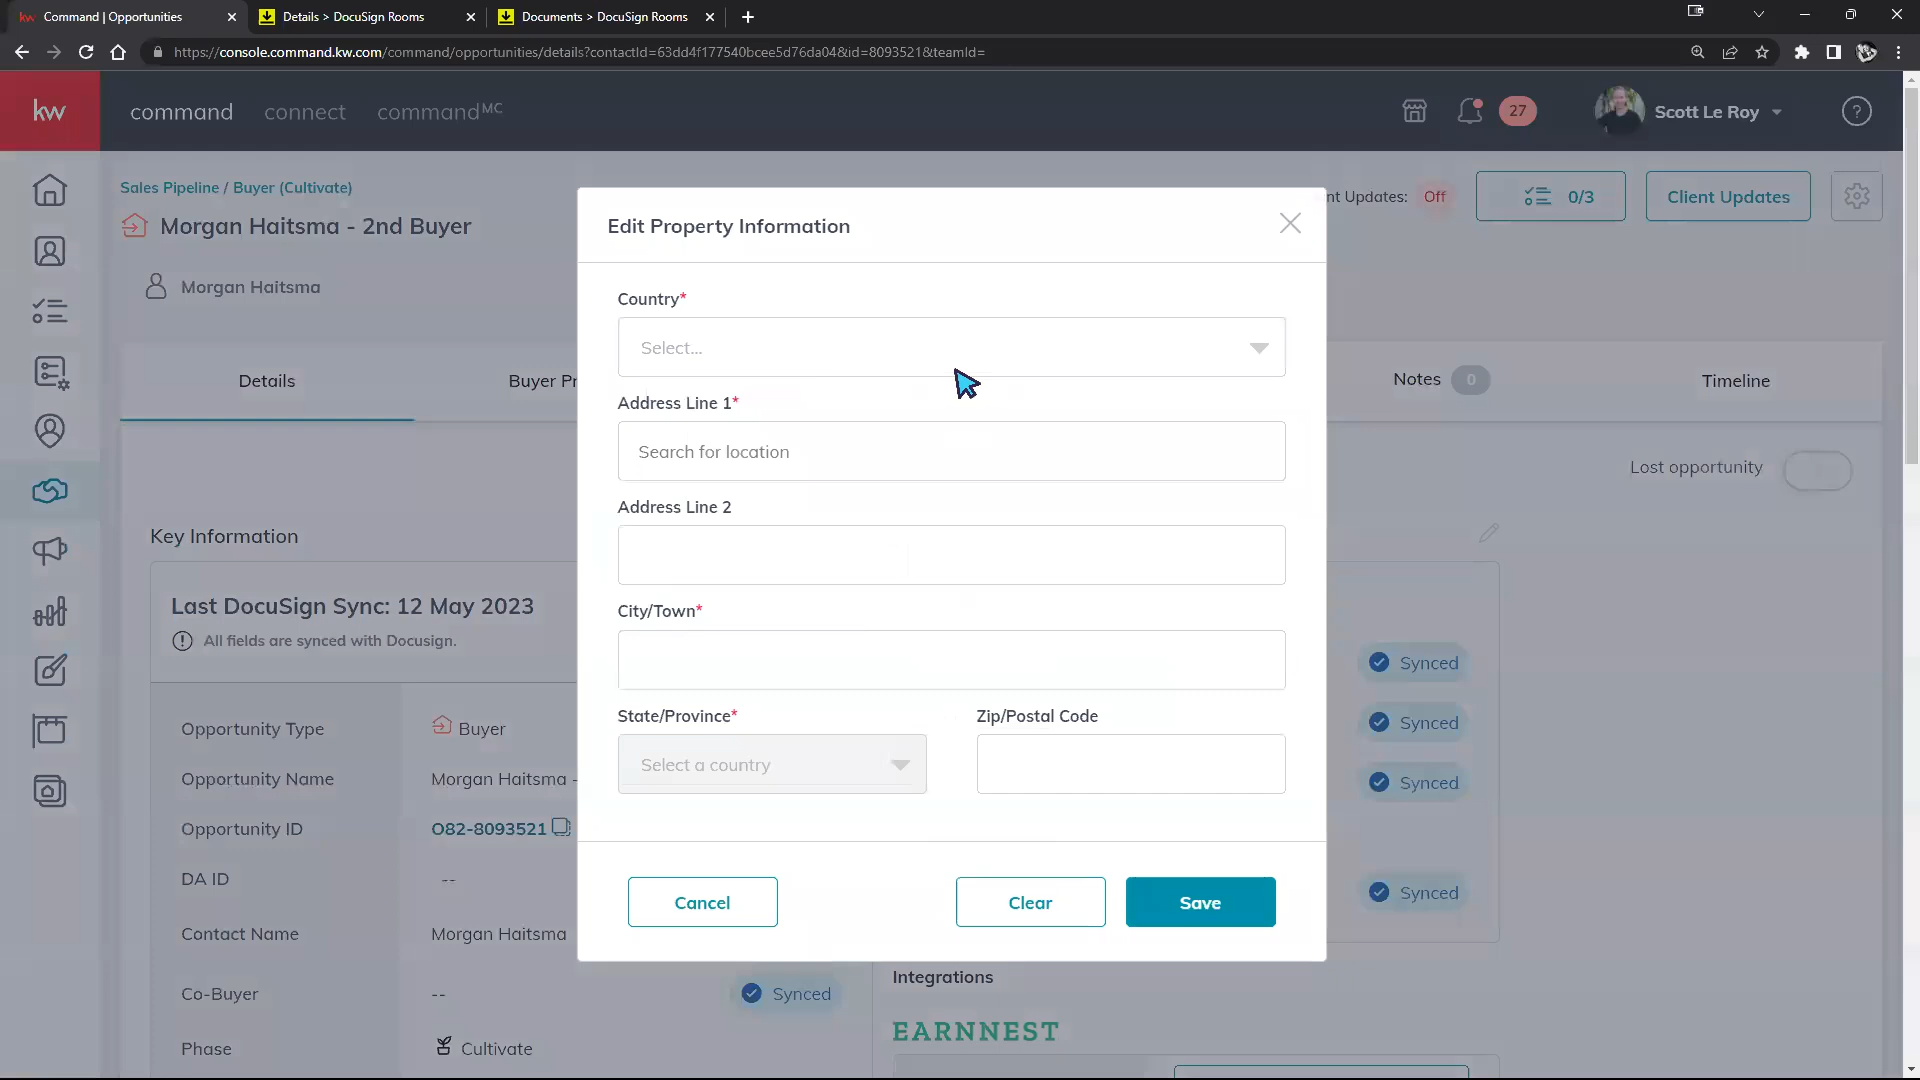 Command | Opportunities
Details > DocuSign Rooms
Documents > DocuSign Rooms
https://console.command.kw.com/command/opportunities/details?contactId=63dd4f177540bcee5d76da04&id=8093521&teamId=
kw
command
connect
commandMC
27
Scott Le Roy
?
Sales Pipeline / Buyer (Cultivate)
Morgan Haitsma - 2nd Buyer
nt Updates: Off
0/3
Client Updates
Morgan Haitsma
Details
Buyer Pr
Notes 0
Timeline
Lost opportunity
Key Information
Last DocuSign Sync: 12 May 2023
All fields are synced with Docusign.
Opportunity Type
Buyer
Opportunity Name
Morgan Haitsma -
Opportunity ID
O82-8093521
DA ID
--
Contact Name
Morgan Haitsma
Co-Buyer
--
Synced
Phase
Cultivate
Edit Property Information
Country*
Select...
Address Line 1*
Search for location
Address Line 2
City/Town*
State/Province*
Select a country
Zip/Postal Code
Cancel
Clear
Save
Synced
Synced
Synced
Synced
Integrations
EARNNEST